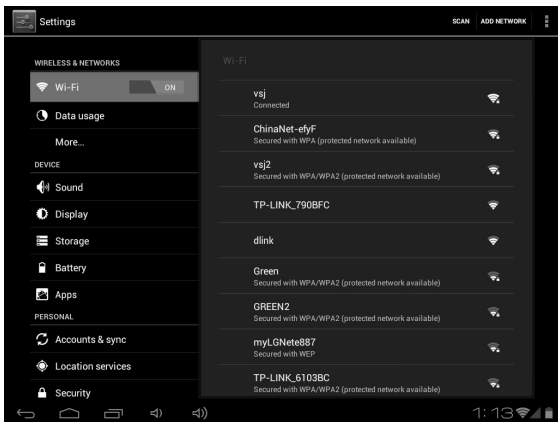 Settings
SCAN
ADD NETWORK
WIRELESS & NETWORKS
Wi-Fi
ON
Data usage
More...
DEVICE
Sound
Display
Storage
Battery
Apps
PERSONAL
Accounts & sync
Location services
Security
Wi-Fi
vsj
Connected
ChinaNet-efyF
Secured with WPA (protected network available)
vsj2
Secured with WPA/WPA2 (protected network available)
TP-LINK_790BFC
dlink
Green
Secured with WPA/WPA2 (protected network available)
GREEN2
Secured with WPA/WPA2 (protected network available)
myLGNete887
Secured with WEP
TP-LINK_6103BC
Secured with WPA/WPA2 (protected network available)
1:13